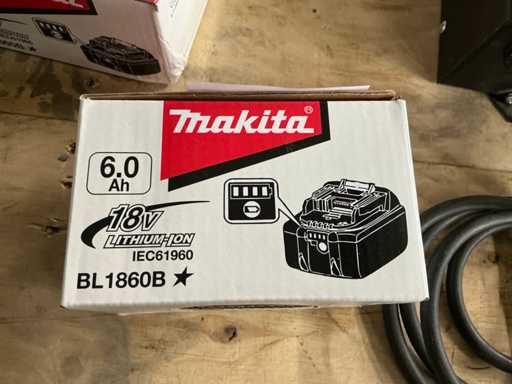 makita®
6.0
Ah
18V
LITHIUM-ION
IEC61960
BL1860B ★